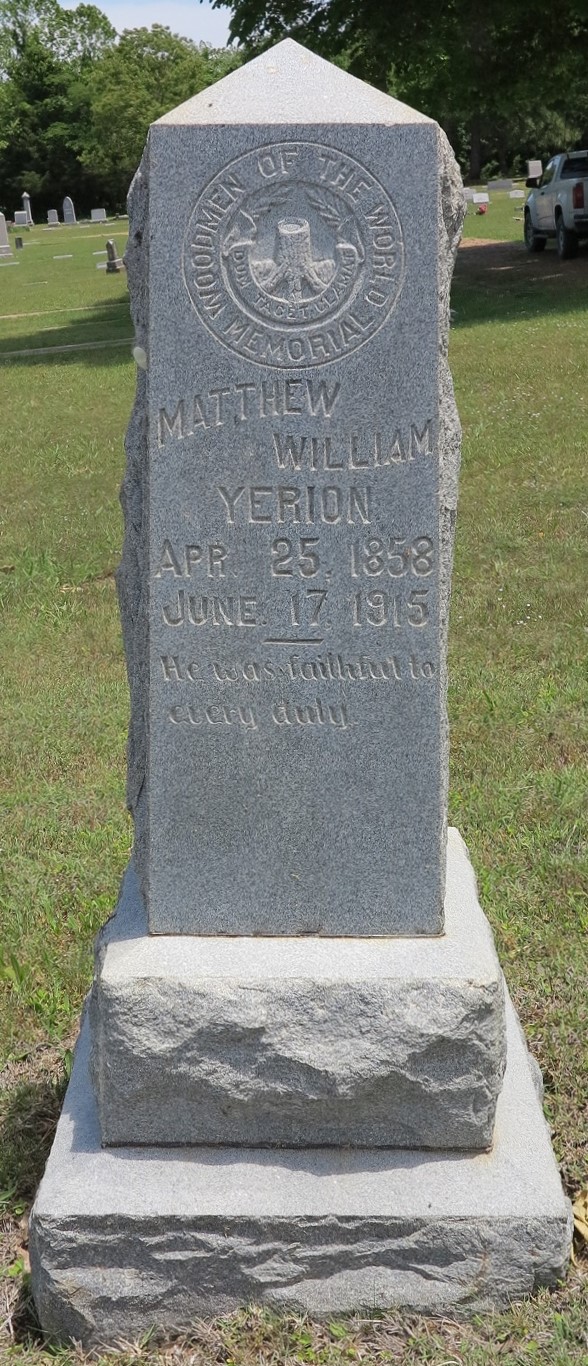 WOODMEN OF THE WORLD
MEMORIAL
DUM TACET CLAMAT
MATTHEW
WILLIAM
YERION
APR. 25. 1858
JUNE. 17. 1915
He was faithful to
every duty.